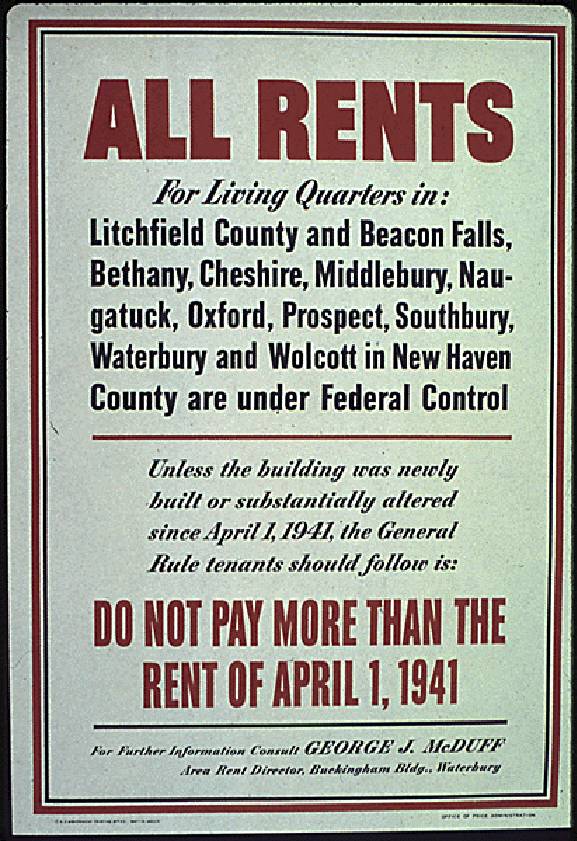 ALL RENTS
For Living Quarters in:
Litchfield County and Beacon Falls,
Bethany, Cheshire, Middlebury, Nau-
gatuck, Oxford, Prospect, Southbury,
Waterbury and Wolcott in New Haven
County are under Federal Control
Unless the building was newly
built or substantially altered
since April 1, 1941, the General
Rule tenants should follow is:
DO NOT PAY MORE THAN THE
RENT OF APRIL 1, 1941
For Further Information Consult GEORGE J. McDUFF
Area Rent Director, Buckingham Bldg., Waterbury
OFFICE OF PRICE ADMINISTRATION